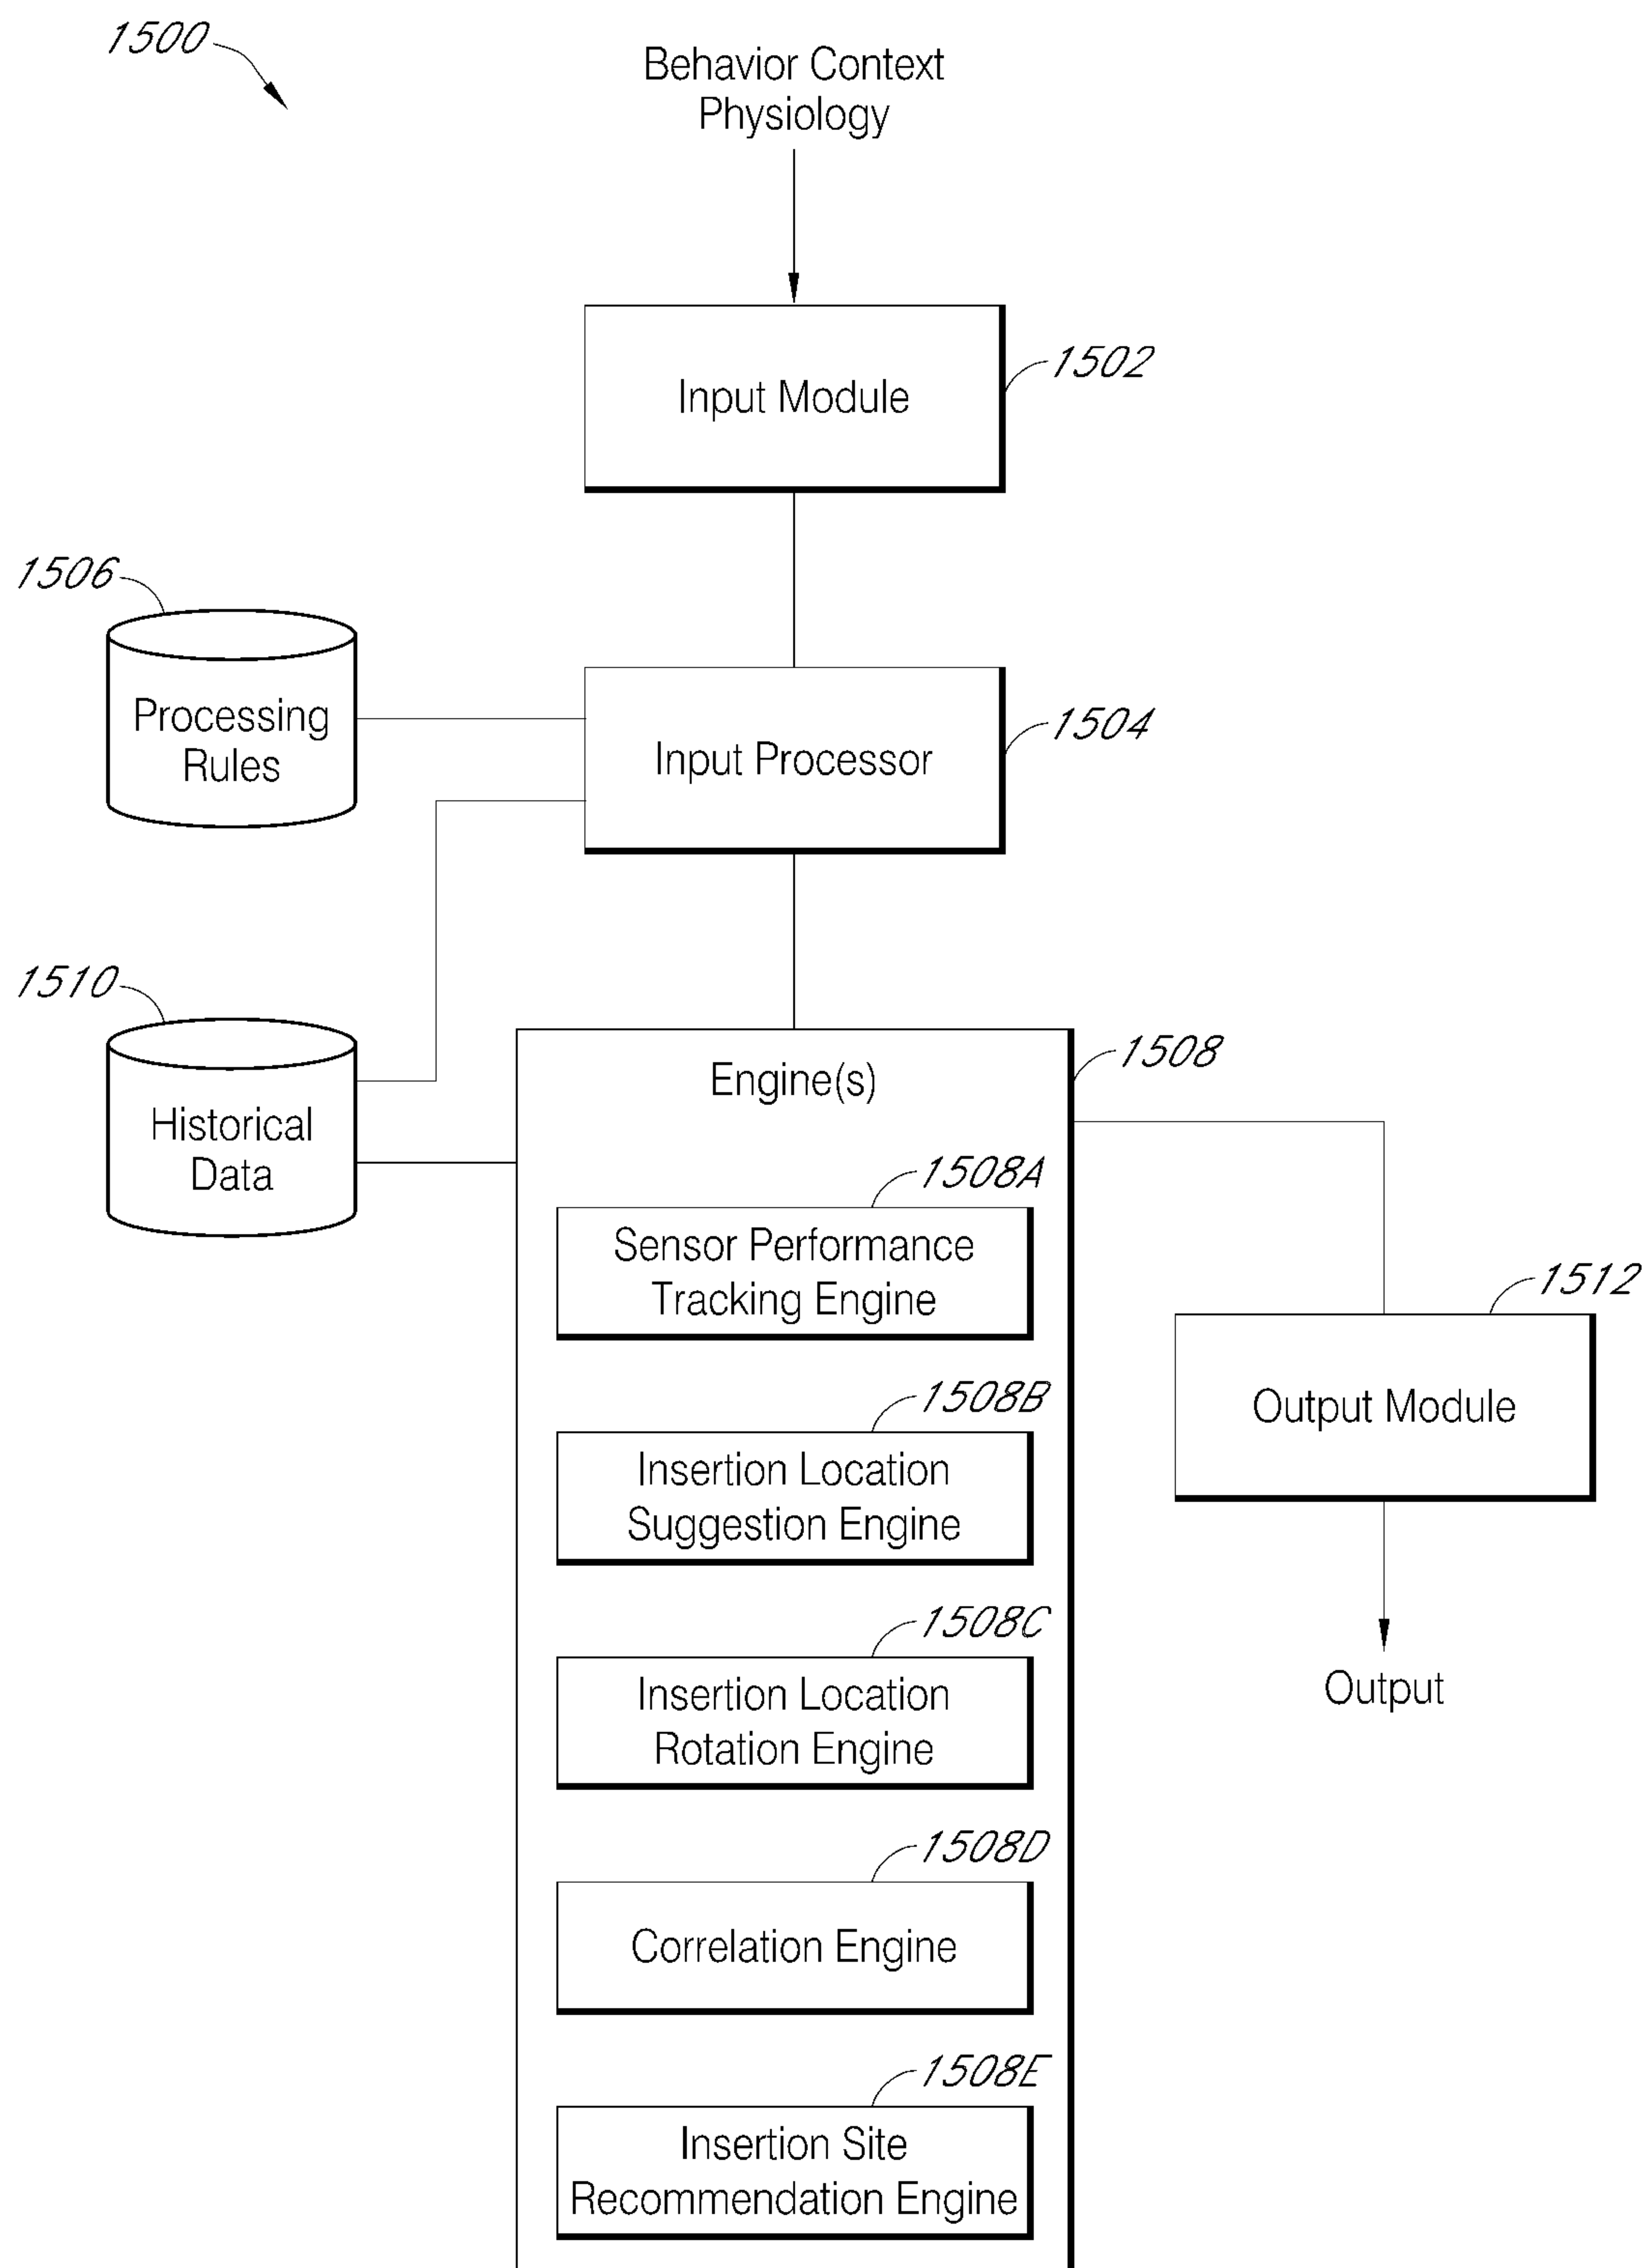 1500
Behavior Context
Physiology
Input Module
1502
1506
Processing
Rules
Input Processor
1504
1510
Historical
Data
Engine(s)
1508
1508A
Sensor Performance
Tracking Engine
1508B
Insertion Location
Suggestion Engine
1508C
Insertion Location
Rotation Engine
1508D
Correlation Engine
1508E
Insertion Site
Recommendation Engine
1512
Output Module
Output